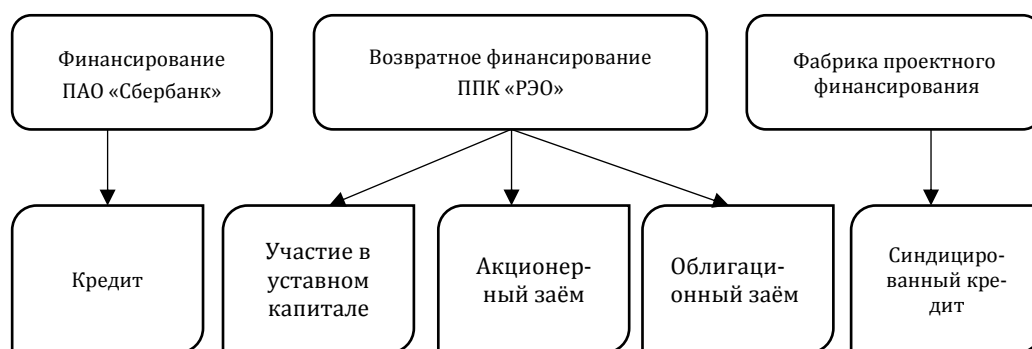 Финансирование
ПАО «Сбербанк»
Возвратное финансирование
ППК «РЭО»
Фабрика проектного
финансирования
Кредит
Участие в
уставном
капитале
Акционер-
ный заём
Облигаци-
онный заём
Синдициро-
ванный кре-
дит